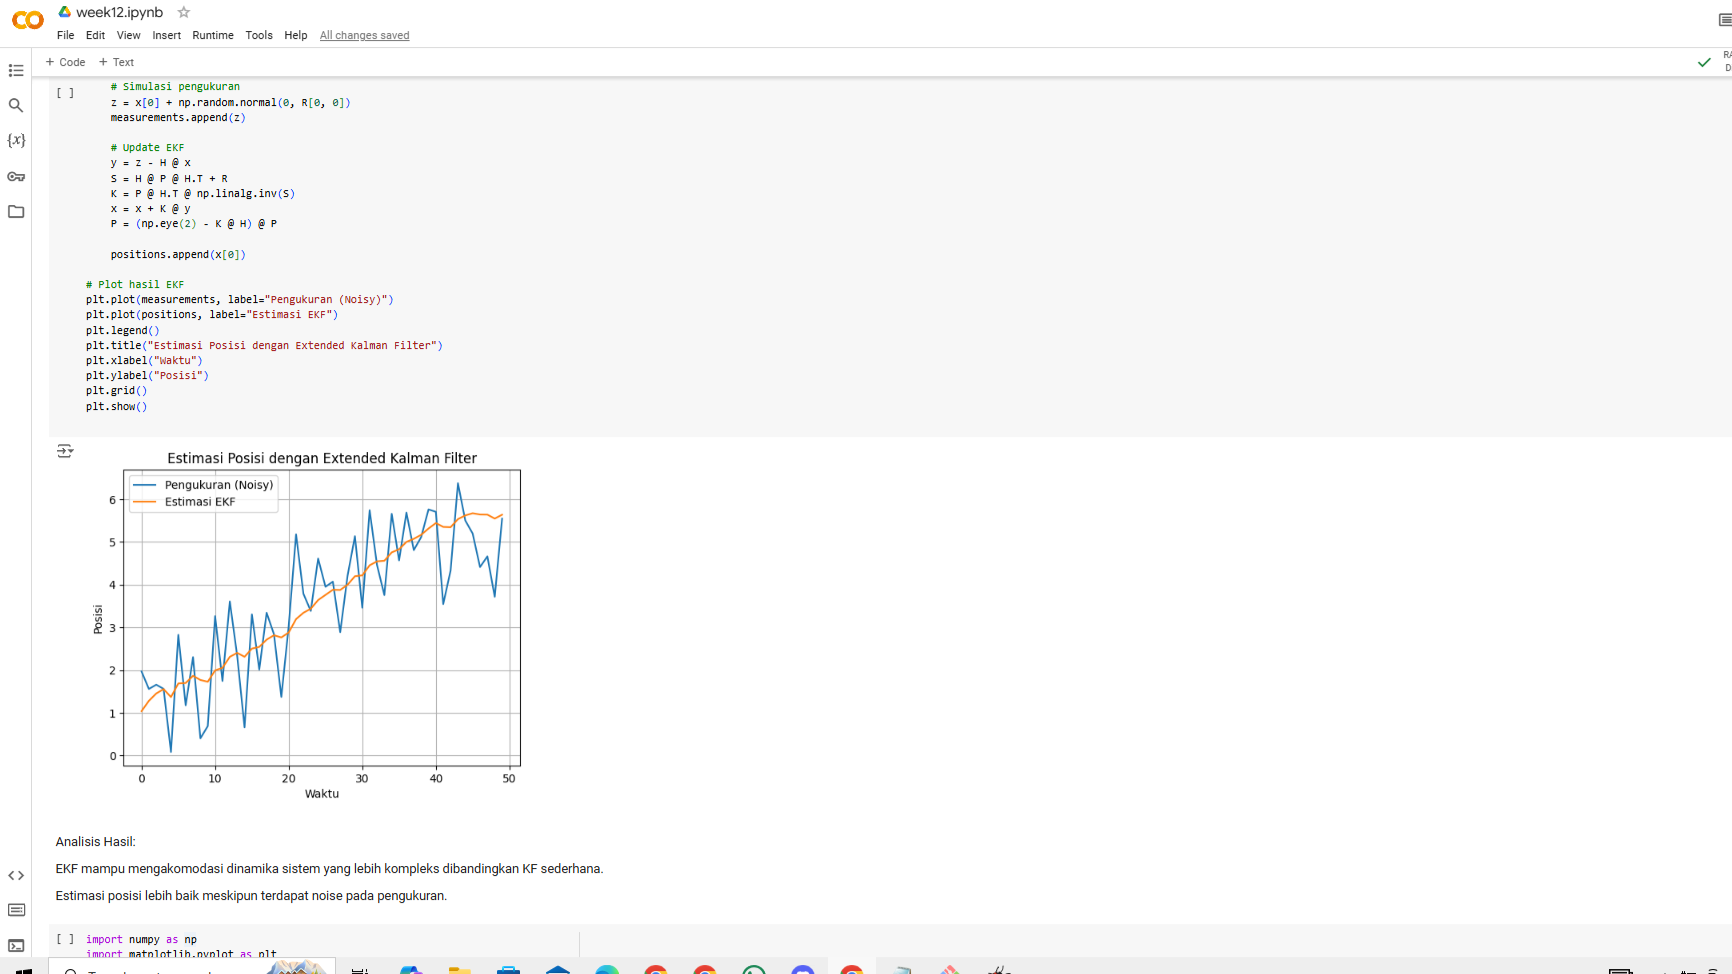 week12.ipynb
File Edit View Insert Runtime Tools Help All changes saved
+ Code + Text
[ ]
# Simulasi pengukuran
z = x[0] + np.random.normal(0, R[0, 0])
measurements.append(z)
# Update EKF
y = z - H @ x
S = H @ P @ H.T + R
K = P @ H.T @ np.linalg.inv(S)
x = x + K @ y
P = (np.eye(2) - K @ H) @ P
positions.append(x[0])
# Plot hasil EKF
plt.plot(measurements, label="Pengukuran (Noisy)")
plt.plot(positions, label="Estimasi EKF")
plt.legend()
plt.title("Estimasi Posisi dengan Extended Kalman Filter")
plt.xlabel("Waktu")
plt.ylabel("Posisi")
plt.grid()
plt.show()
Estimasi Posisi dengan Extended Kalman Filter
Pengukuran (Noisy)
Estimasi EKF
6
5
4
3
2
1
0
Posisi
0 10 20 30 40 50
Waktu
Analisis Hasil:
EKF mampu mengakomodasi dinamika sistem yang lebih kompleks dibandingkan KF sederhana.
Estimasi posisi lebih baik meskipun terdapat noise pada pengukuran.
[ ] import numpy as np
import matplotlib.pyplot as plt